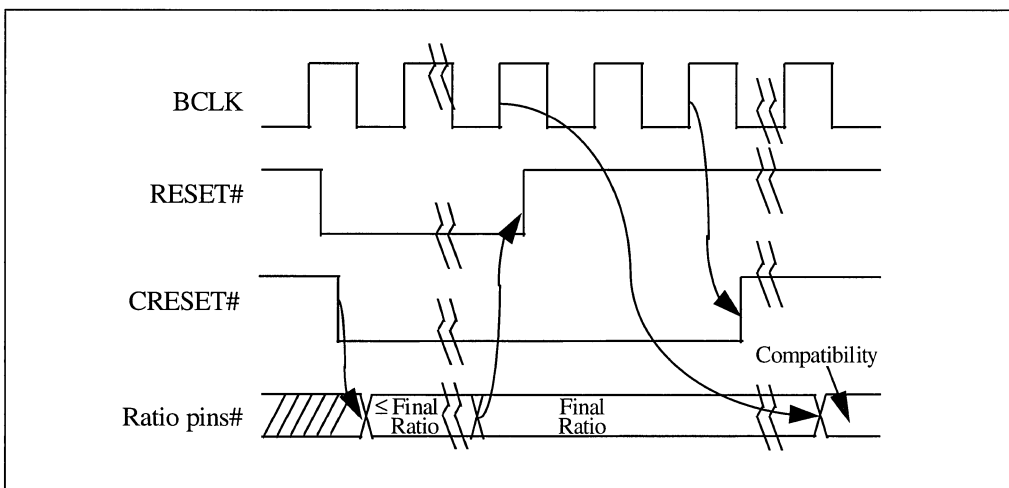 BCLK
RESET#
CRESET#
Compatibility
Ratio pins#
≤ Final
Ratio
Final
Ratio